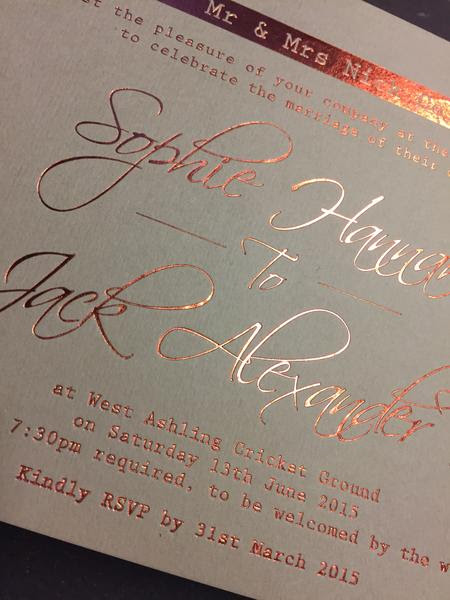 Mr & Mrs Ni
the pleasure of your company at the
to celebrate the marriage of their
Sophie Hannah
To
Jack Alexander
at West Ashling Cricket Ground
on Saturday 13th June 2015
7:30pm required, to be welcomed by the w
Kindly RSVP by 31st March 2015